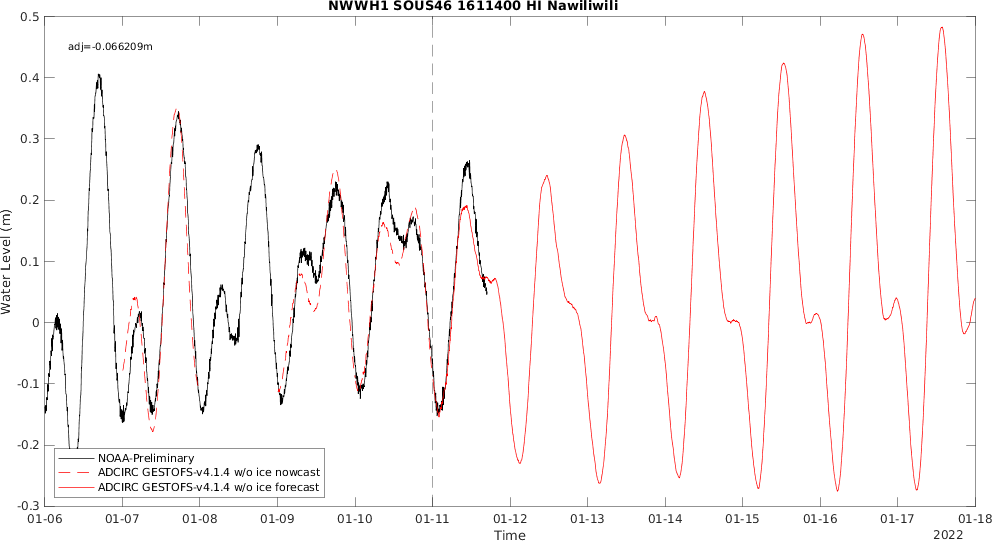 NWWH1 SOUS46 1611400 HI Nawiliwili
adj=-0.066209m
0.5
0.4
0.3
0.2
0.1
0
-0.1
-0.2
-0.3
Water Level (m)
NOAA-Preliminary
ADCIRC GESTOFS-v4.1.4 w/o ice nowcast
ADCIRC GESTOFS-v4.1.4 w/o ice forecast
01-06 01-07 01-08 01-09 01-10 01-11 01-12 01-13 01-14 01-15 01-16 01-17 01-18
Time
2022